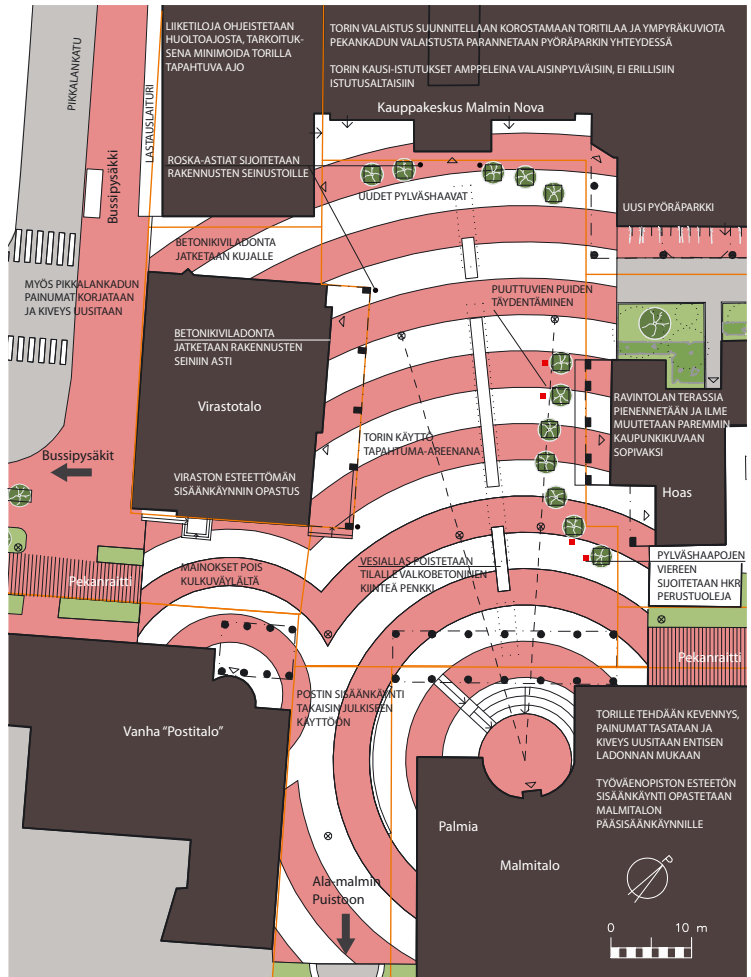 LIIKETILOJA OHJEISTETAAN
HUOLTOAJOSTA, TARKOITUK-
SENA MINIMOIDA TORILLA
TAPAHTUVA AJO
TORIN VALAISTUS SUUNNITELLAAN KOROSTAMAAN TORITILAA JA YMPYRÄKUVIOTA
PEKANKADUN VALAISTUSTA PARANNETAAN PYÖRÄPARKIN YHTEYDESSÄ
TORIN KAUSI-ISTUTUKSET AMPPELEINA VALAISINPYLVÄISIIN, EI ERILLISIIN
ISTUTUSALTAISIIN
PIKKALANKATU
LASTAUSLAITURI
Bussipysäkki
Kauppakeskus Malmin Nova
ROSKA-ASTIAT SIJOITETAAN
RAKENNUSTEN SEINUSTOILLE
UUDET PYLVÄSHAAVAT
UUSI PYÖRÄPARKKI
BETONIKIVILADONTA
JATKETAAN KUJALLE
MYÖS PIKKALANKADUN
PAINUMAT KORJATAAN
JA KIVEYS UUSITAAN
PUUTTUVIEN PUIDEN
TÄYDENTÄMINEN
BETONIKIVILADONTA
JATKETAAN RAKENNUSTEN
SEINIIN ASTI
Virastotalo
RAVINTOLAN TERASSIA
PIENENNETÄÄN JA ILME
MUUTETAAN PAREMMIN
KAUPUNKIKUVAAN
SOPIVAKSI
TORIN KÄYTTÖ
TAPAHTUMA-AREENANA
Bussipysäkit
VIRASTON ESTEETTÖMÄN
SISÄÄNKÄYNNIN OPASTUS
Hoas
MAINOKSET POIS
KULKUVÄYLÄLTÄ
VESIALLAS POISTETAAN
TILALLE VALKOBETONINEN
KIINTEÄ PENKKI
PYLVÄSHAAPOJEN
VIEREEN
SIJOITETAAN HKR
PERUSTUOLEJA
Pekanraitti
Pekanraitti
POSTIN SISÄÄNKÄYNTI
TAKAISIN JULKISEEN
KÄYTTÖÖN
Vanha "Postitalo"
TORILLE TEHDÄÄN KEVENNYS,
PAINUMAT TASATAAN JA
KIVEYS UUSITAAN ENTISEN
LADONNAN MUKAAN
TYÖVÄENOPISTON ESTEETÖN
SISÄÄNKÄYNTI OPASTETAAN
MALMITALON
PÄÄSISÄÄNKÄYNNILLE
Palmia
Malmitalo
Ala-malmin
Puistoon
P
0 10 m